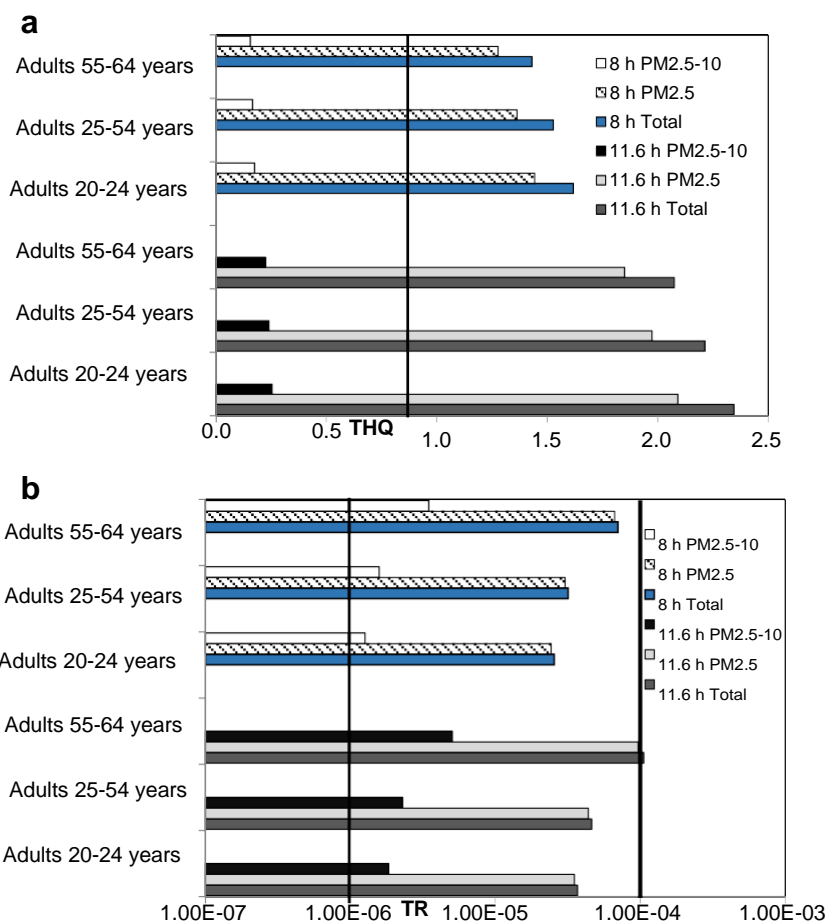 a
Adults 55-64 years
Adults 25-54 years
Adults 20-24 years
Adults 55-64 years
Adults 25-54 years
Adults 20-24 years
8 h PM2.5-10
8 h PM2.5
8 h Total
11.6 h PM2.5-10
11.6 h PM2.5
11.6 h Total
0.0 0.5 THQ 1.0 1.5 2.0 2.5
b
Adults 55-64 years
Adults 25-54 years
Adults 20-24 years
Adults 55-64 years
Adults 25-54 years
Adults 20-24 years
8 h PM2.5-10
8 h PM2.5
8 h Total
11.6 h PM2.5-10
11.6 h PM2.5
11.6 h Total
1.00E-07 1.00E-06 TR 1.00E-05 1.00E-04 1.00E-03